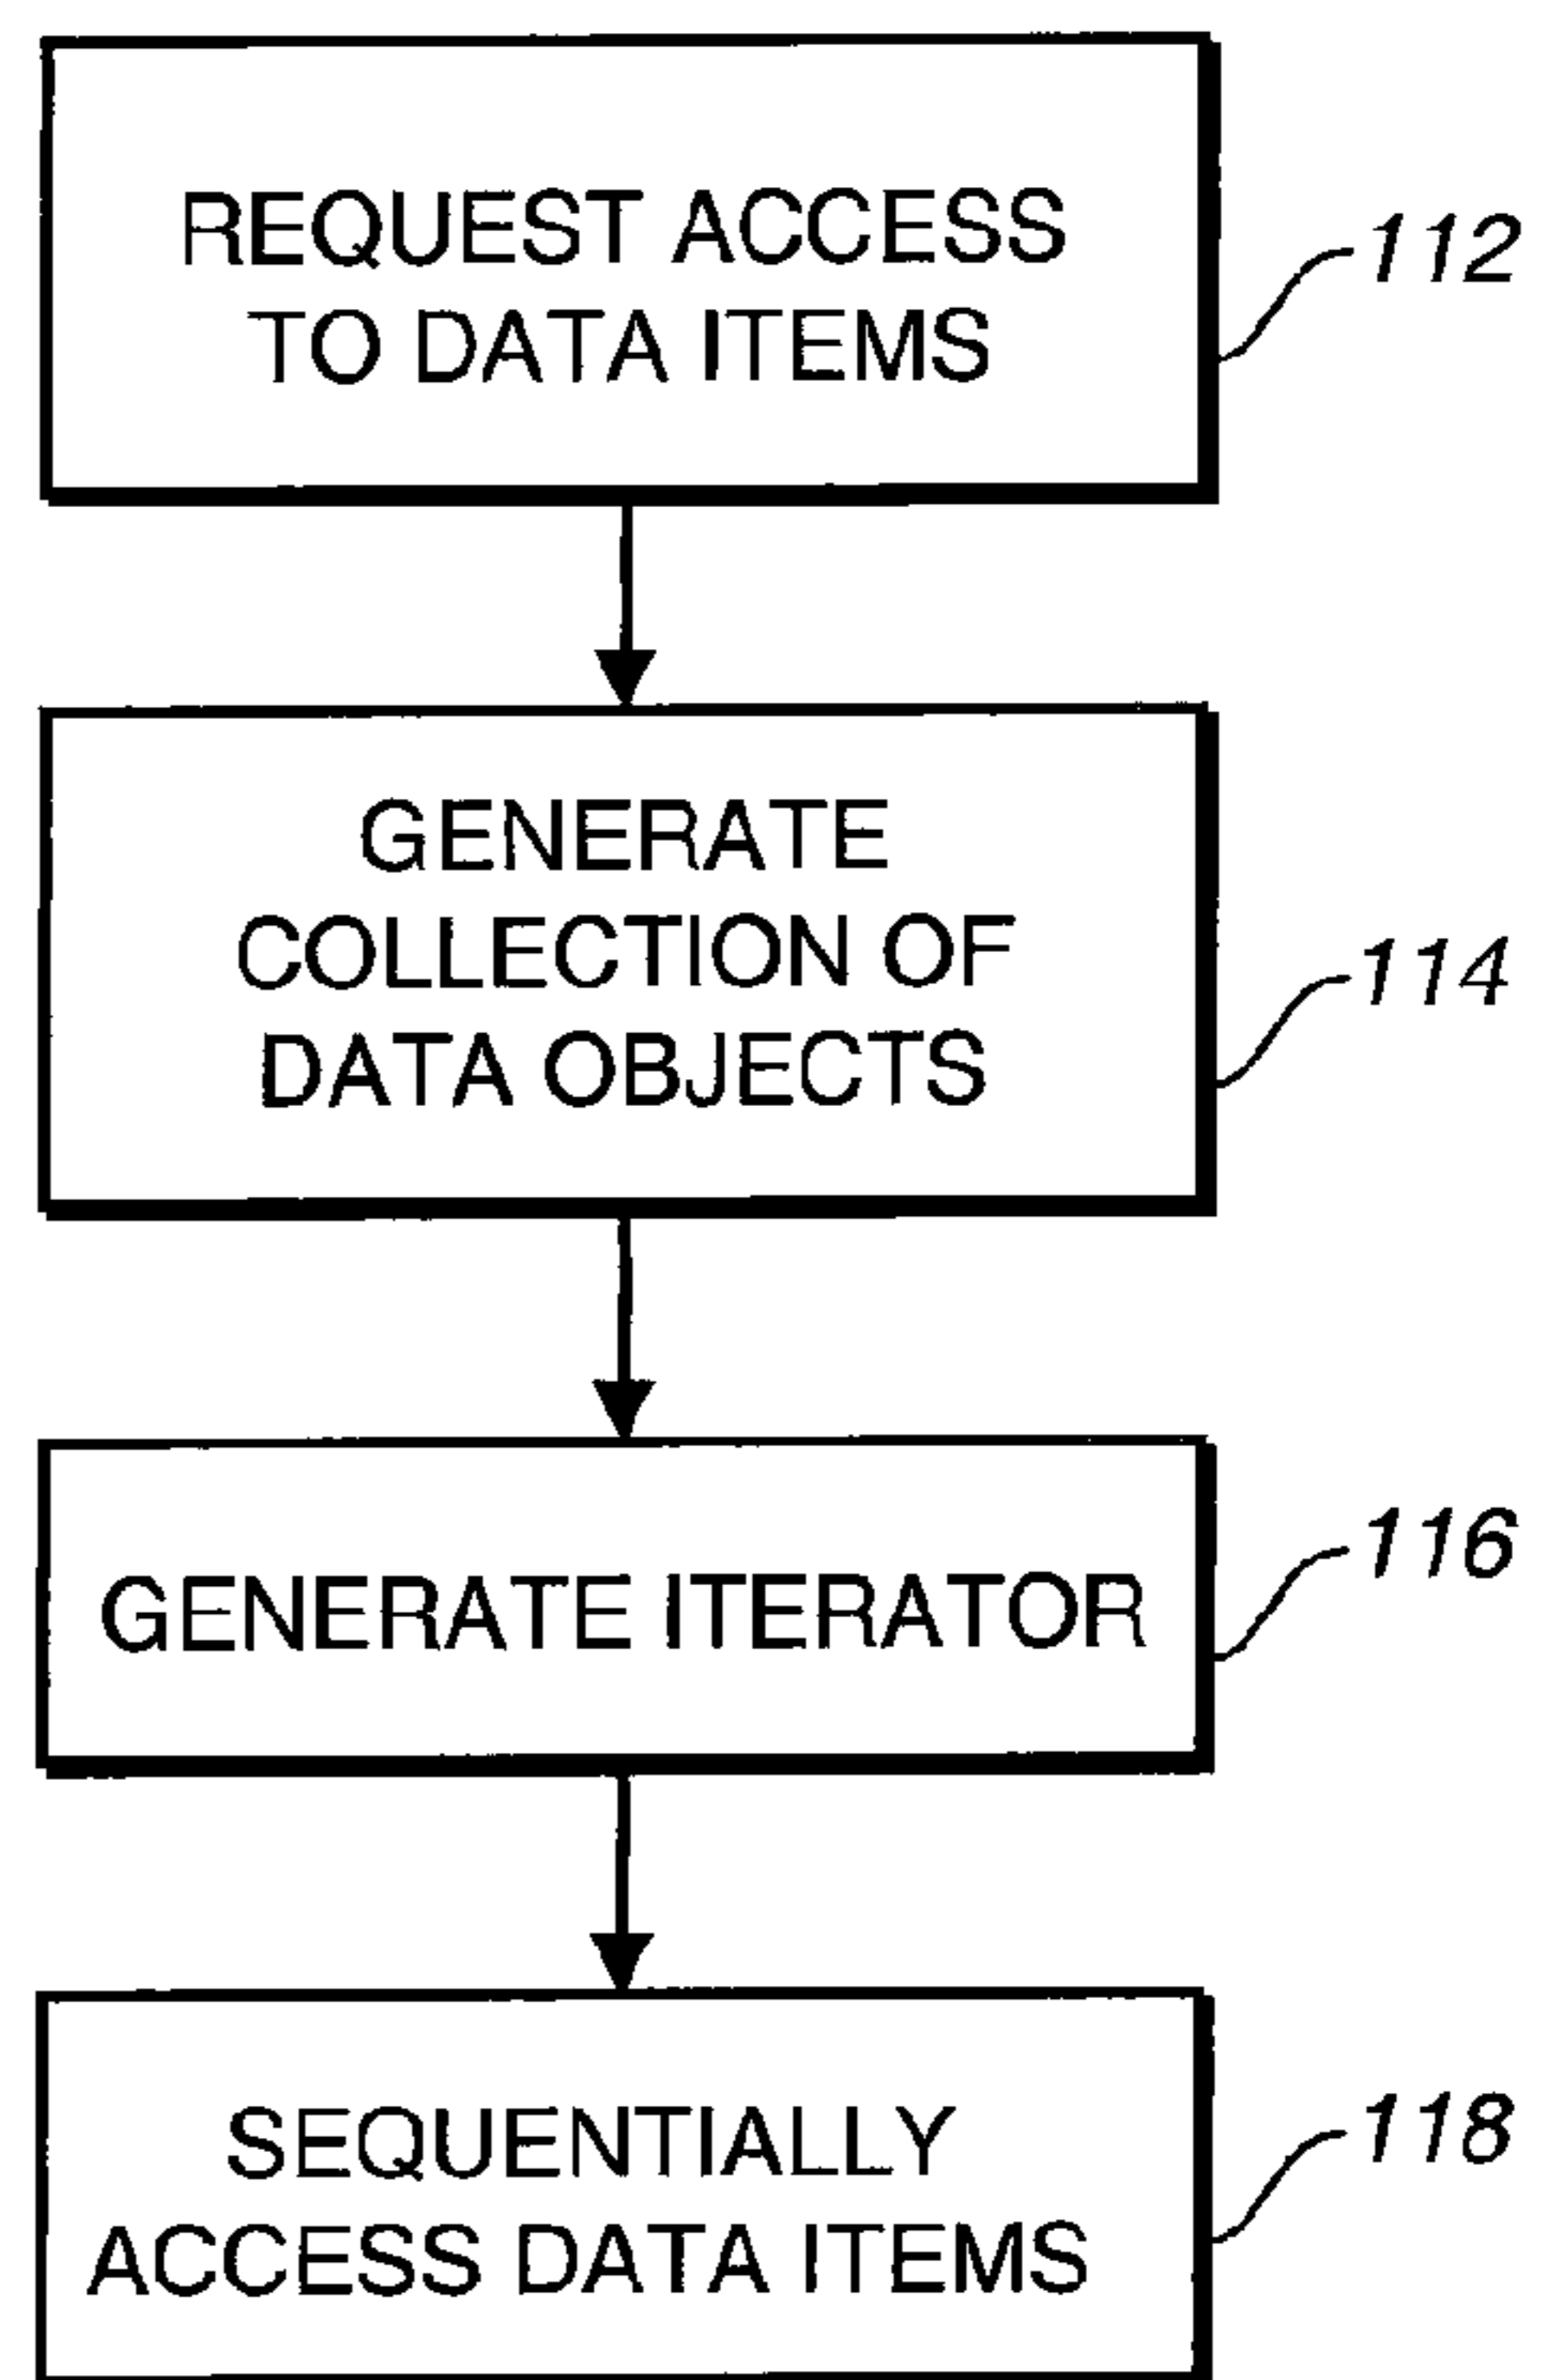 REQUEST ACCESS
TO DATA ITEMS
112
GENERATE
COLLECTION OF
DATA OBJECTS
114
GENERATE ITERATOR
116
SEQUENTIALLY
ACCESS DATA ITEMS
118